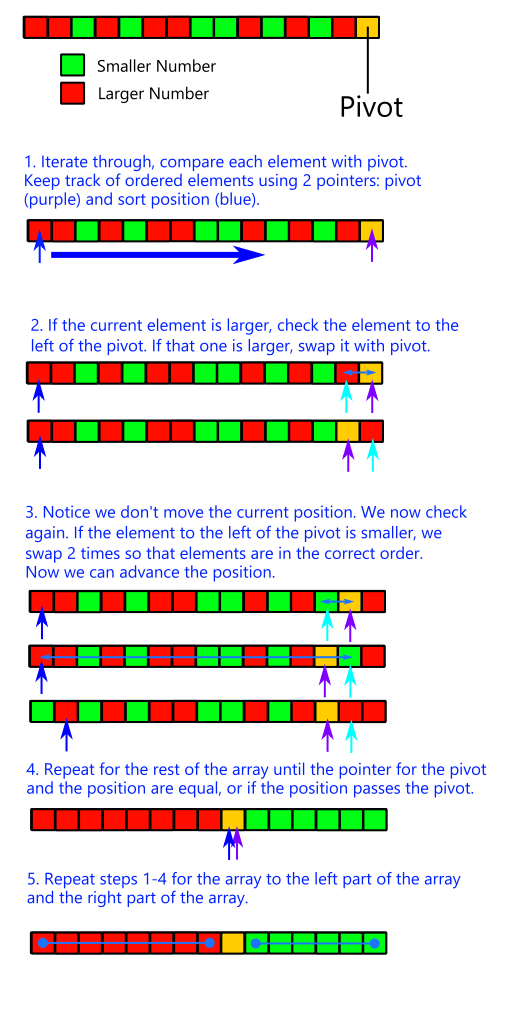 Smaller Number
Larger Number
Pivot
1. Iterate through, compare each element with pivot.
Keep track of ordered elements using 2 pointers: pivot
(purple) and sort position (blue).
2. If the current element is larger, check the element to the
left of the pivot. If that one is larger, swap it with pivot.
3. Notice we don't move the current position. We now check
again. If the element to the left of the pivot is smaller, we
swap 2 times so that elements are in the correct order.
Now we can advance the position.
4. Repeat for the rest of the array until the pointer for the pivot
and the position are equal, or if the position passes the pivot.
5. Repeat steps 1-4 for the array to the left part of the array
and the right part of the array.